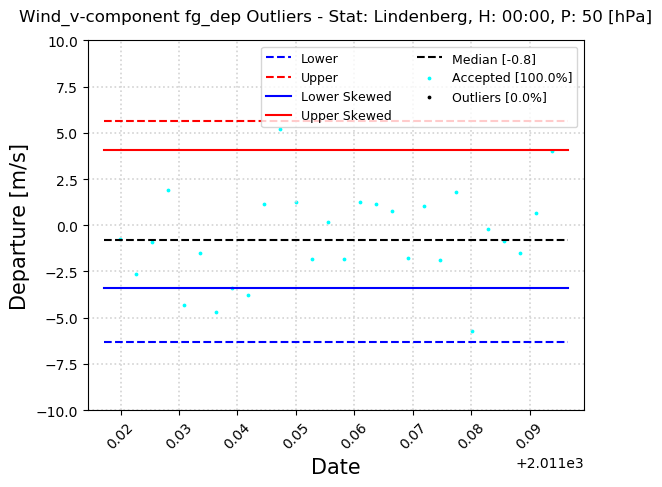 Wind_v-component fg_dep Outliers - Stat: Lindenberg, H: 00:00, P: 50 [hPa]
10.0
7.5
5.0
2.5
0.0
−2.5
−5.0
−7.5
−10.0
Departure [m/s]
Lower
Upper
Lower Skewed
Upper Skewed
Median [-0.8]
Accepted [100.0%]
Outliers [0.0%]
0.02
0.03
0.04
0.05
0.06
0.07
0.08
0.09
+2.011e3
Date